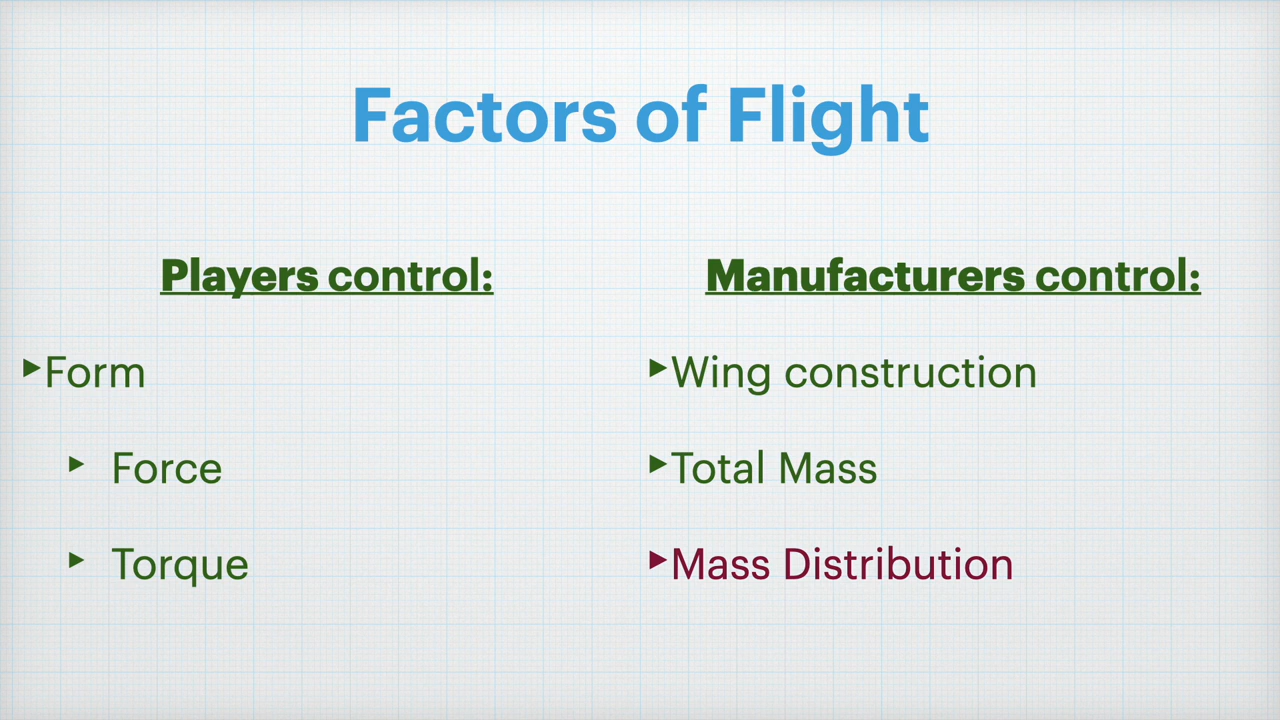 Factors of Flight
Players control:
▸Form
▸ Force
▸ Torque
Manufacturers control:
▸Wing construction
▸Total Mass
▸Mass Distribution